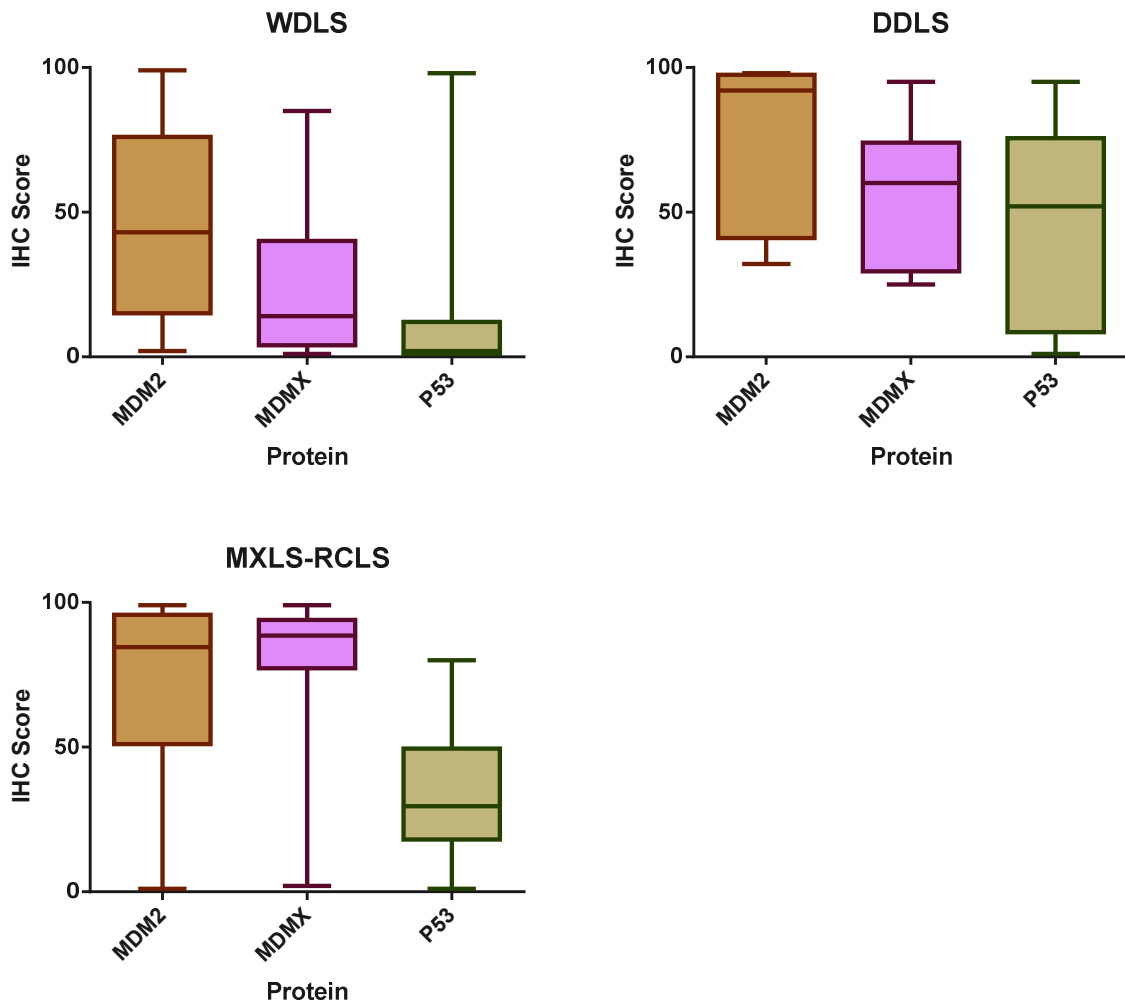 WDLS
100
50
0
IHC Score
MDM2
MDMX
P53
Protein
DDLS
100
50
0
IHC Score
MDM2
MDMX
P53
Protein
MXLS-RCLS
100
50
0
IHC Score
MDM2
MDMX
P53
Protein